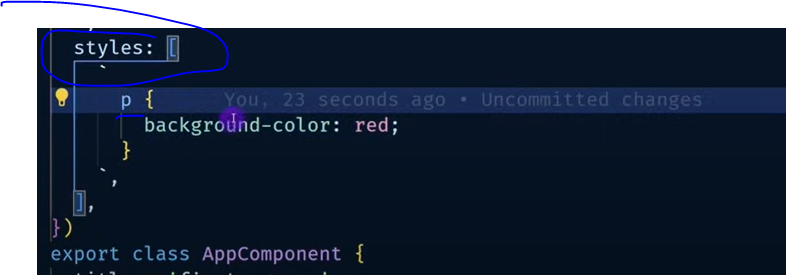 styles: [
`
p {    You, 23 seconds ago • Uncommitted changes
background-color: red;
}
`,
],
})
export class AppComponent {